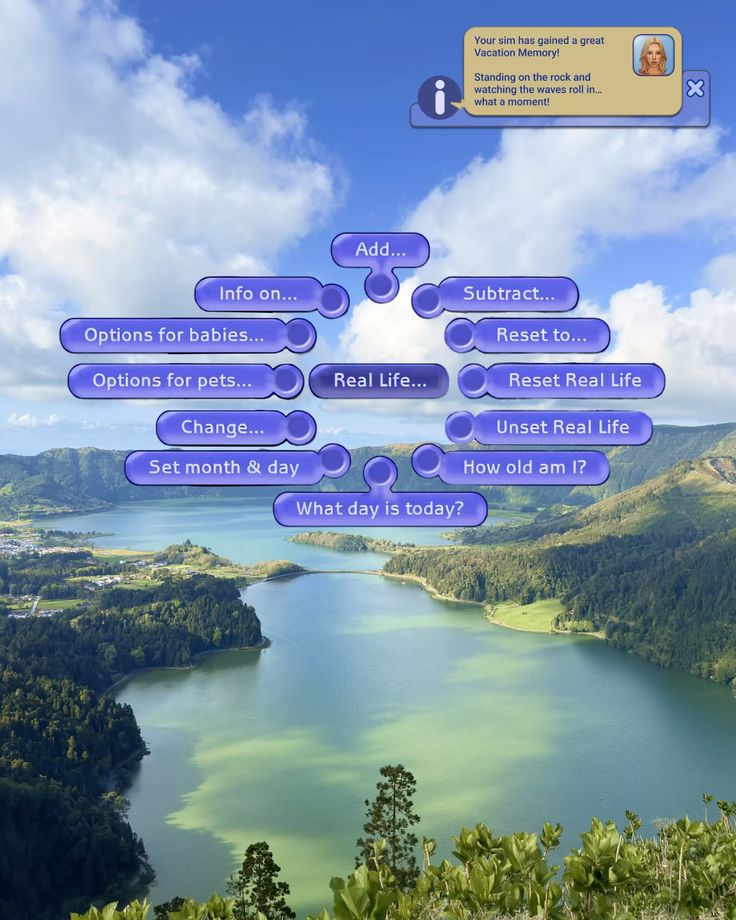 Your sim has gained a great
Vacation Memory!
Standing on the rock and
watching the waves roll in...
what a moment!
Add...
Info on...
Subtract...
Options for babies...
Reset to...
Options for pets...
Real Life...
Reset Real Life
Change...
Unset Real Life
Set month & day
How old am I?
What day is today?